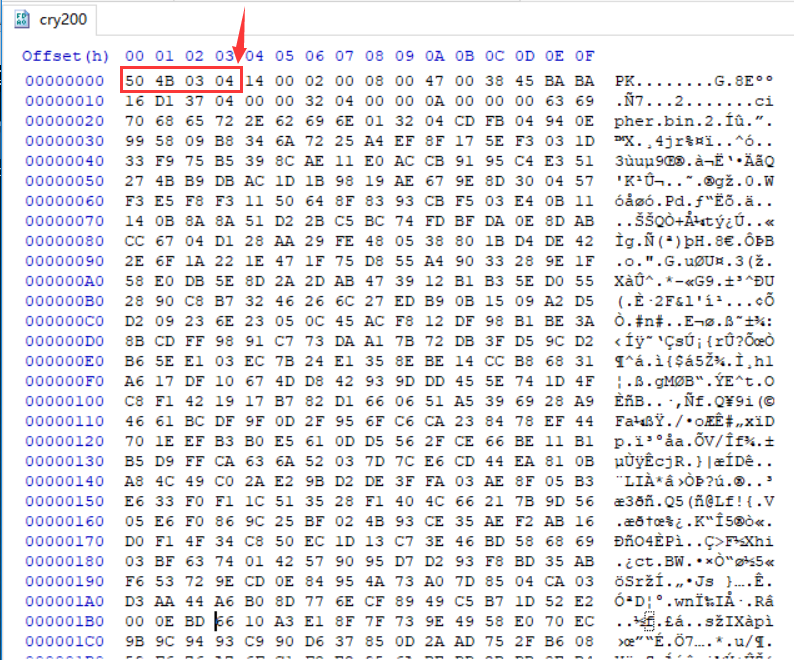 cry200
Offset(h) 00 01 02 03 04 05 06 07 08 09 0A 0B 0C 0D 0E 0F
00000000 50 4B 03 04 14 00 02 00 08 00 47 00 38 45 BA BA PK........G.8Eºº
00000010 16 D1 37 04 00 00 32 04 00 00 0A 00 00 00 63 69 .Ñ7...2.......ci
00000020 70 68 65 72 2E 62 69 6E 01 32 04 CD FB 04 94 0E pher.bin.2.Íû.”.
00000030 99 58 09 B8 34 6A 72 25 A4 EF 8F 17 5E F3 03 1D ™X.¸4jr%¤ï..^ó..
00000040 33 F9 75 B5 39 8C AE 11 E0 AC CB 91 95 C4 E3 51 3ùuµ9Œ®.à¬Ë‘•ÄãQ
00000050 27 4B B9 DB AC 1D 1B 98 19 AE 67 9E 8D 30 04 57 'K¹Û¬..˜.®gž.0.W
00000060 F3 E5 F8 F3 11 50 64 8F 83 93 CB F5 03 E4 0B 11 óåøó.Pd.ƒ“Ëõ.ä..
00000070 14 0B 8A 8A 51 D2 2B C5 BC 74 FD BF DA 0E 8D AB ..ŠŠQÒ+Å¼tý¿Ú..«
00000080 CC 67 04 D1 28 AA 29 FE 48 05 38 80 1B D4 DE 42 Ìg.Ñ(ª)þH.8€.ÔÞB
00000090 2E 6F 1A 22 1E 47 1F 75 D8 55 A4 90 33 28 9E 1F .o.".G.uØU¤.3(ž.
000000A0 58 E0 DB 5E 8D 2A 2D AB 47 39 12 B1 B3 5E D0 55 XàÛ^.*-«G9.±³^ÐU
000000B0 28 90 C8 B7 32 46 26 6C 27 ED B9 0B 15 09 A2 D5 (.È·2F&l'í¹...¢Õ
000000C0 D2 09 23 6E 23 05 0C 45 AC F8 12 DF 98 B1 BE 3A Ò.#n#..E¬ø.ß˜±¾:
000000D0 8B CD FF 98 91 C7 73 DA A1 7B 72 DB 3F D5 9C D2 ‹Íÿ˜‘ÇsÚ¡{rÛ?ÕœÒ
000000E0 B6 5E E1 03 EC 7B 24 E1 35 8E BE 14 CC B8 68 31 ¶^á.ì{$á5Ž¾.Ì¸h1
000000F0 A6 17 DF 10 67 4D D8 42 93 9D DD 45 5E 74 1D 4F ¦.ß.gMØB“.ÝE^t.O
00000100 C8 F1 42 19 17 B7 82 D1 66 06 51 A5 39 69 28 A9 ÈñB..·‚Ñf.Q¥9i(©
00000110 46 61 BC DF 9F 0D 2F 95 6F C6 CA 23 84 78 EF 44 Fa¼ßŸ./•oÆÊ#„xïD
00000120 70 1E EF B3 B0 E5 61 0D D5 56 2F CE 66 BE 11 B1 p.ï³°åa.ÕV/Îf¾.±
00000130 B5 D9 FF CA 63 6A 52 03 7D 7C E6 CD 44 EA 81 0B µÙÿÊcjR.}|æÍDê..
00000140 A8 4C 49 C0 A2 E2 9B D2 DE 3F FA 03 AE 8F 05 B3 ¨LIÀ¢â›ÒÞ?ú.®..³
00000150 E6 33 F0 F1 1C 51 35 28 F1 40 4C 66 21 7B 9D 56 æ3ðñ.Q5(ñ@Lf!{.V
00000160 05 E6 F0 86 9C 25 BF 02 4B 93 CE 35 AE F2 AB 16 .æð†œ%¿.K“Î5®ò«.
00000170 D0 F1 4F 34 C8 50 EC 1D 13 C7 3E 46 BD 58 68 69 ÐñO4ÈPì..Ç>F½Xhi
00000180 03 BF 63 74 01 42 57 90 95 D7 D2 93 F8 BD 35 AB .¿ct.BW.•×Ò“ø½5«
00000190 F6 53 72 9E CD 0E 84 95 4A 73 A0 7D 85 04 CA 03 öSržÍ.„•Js }….Ê.
000001A0 D3 AA 44 A6 B0 8D 77 6E CF 89 49 C5 B7 1D 52 E2 ÓªD¦°.wnÏ‰IÅ·.Râ
000001B0 00 0E BD 66 10 A3 E1 8F 7F 73 9E 49 58 E0 70 EC ..½f.£á..sžIXàpì
000001C0 9B 9C 94 93 C9 90 D6 37 85 0D 2A AD 75 2F B6 08 ›œ”“É.Ö7….*.u/¶.